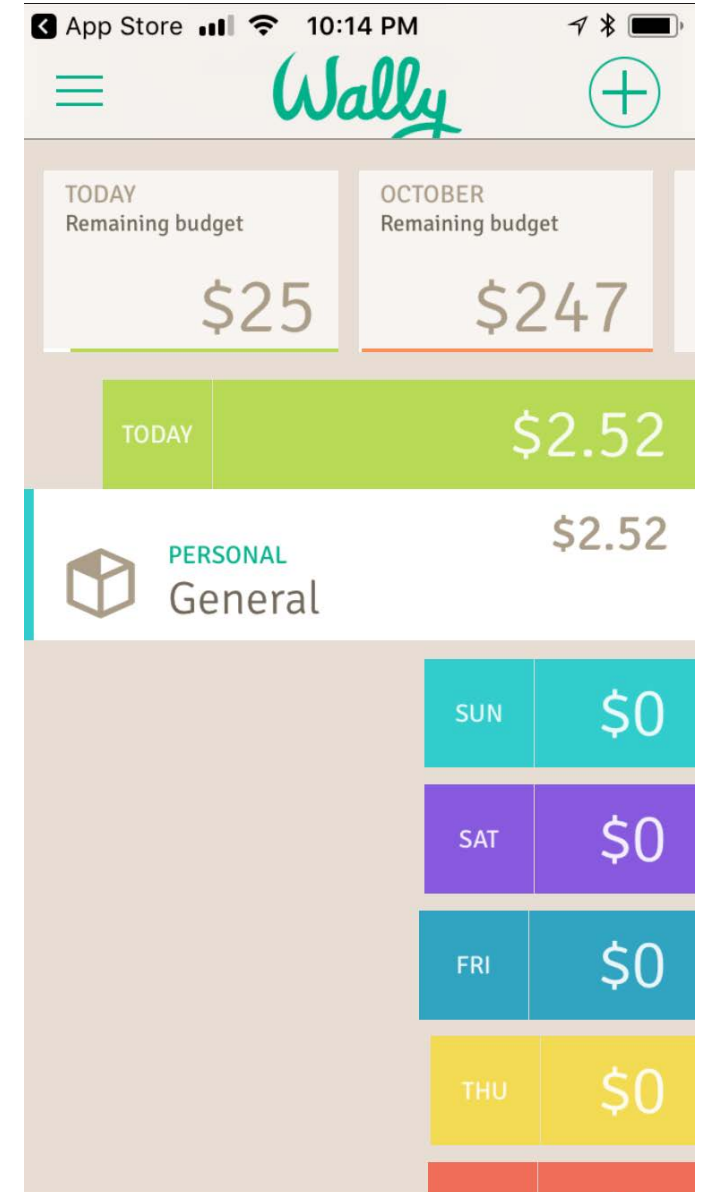 App Store 10:14 PM
Wally
TODAY
Remaining budget
$25
OCTOBER
Remaining budget
$247
TODAY $2.52
$2.52
PERSONAL
General
SUN $0
SAT $0
FRI $0
THU $0